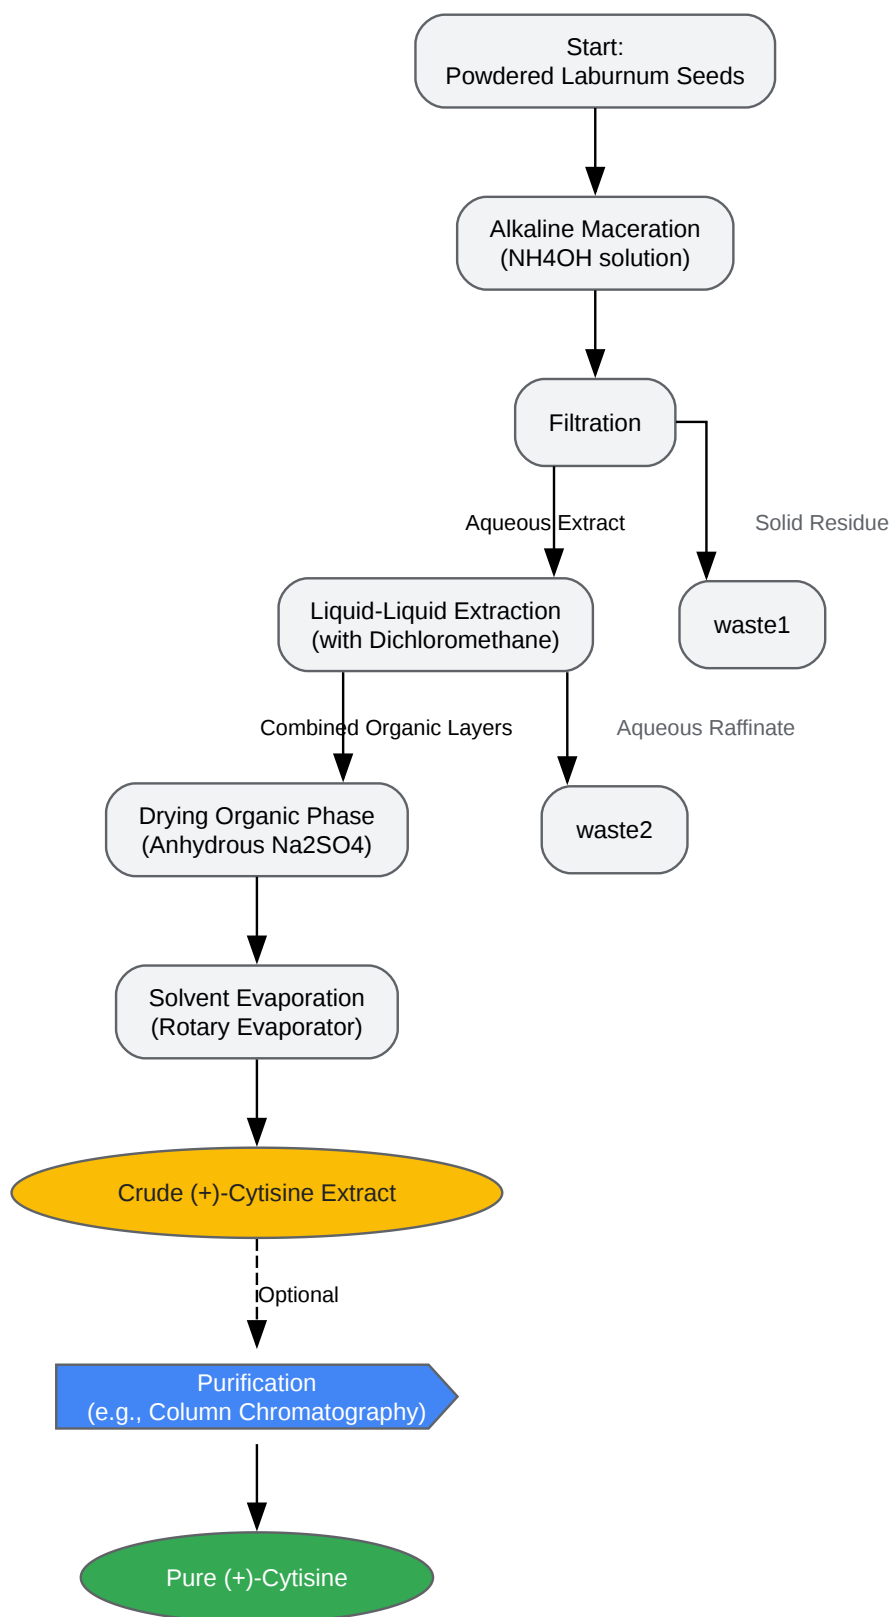 Start:
Powdered Laburnum Seeds
Alkaline Maceration
(NH4OH solution)
Filtration
Aqueous Extract
Solid Residue
Liquid-Liquid Extraction
(with Dichloromethane)
waste1
Combined Organic Layers
Aqueous Raffinate
Drying Organic Phase
(Anhydrous Na2SO4)
waste2
Solvent Evaporation
(Rotary Evaporator)
Crude (+)-Cytisine Extract
Optional
Purification
(e.g., Column Chromatography)
Pure (+)-Cytisine